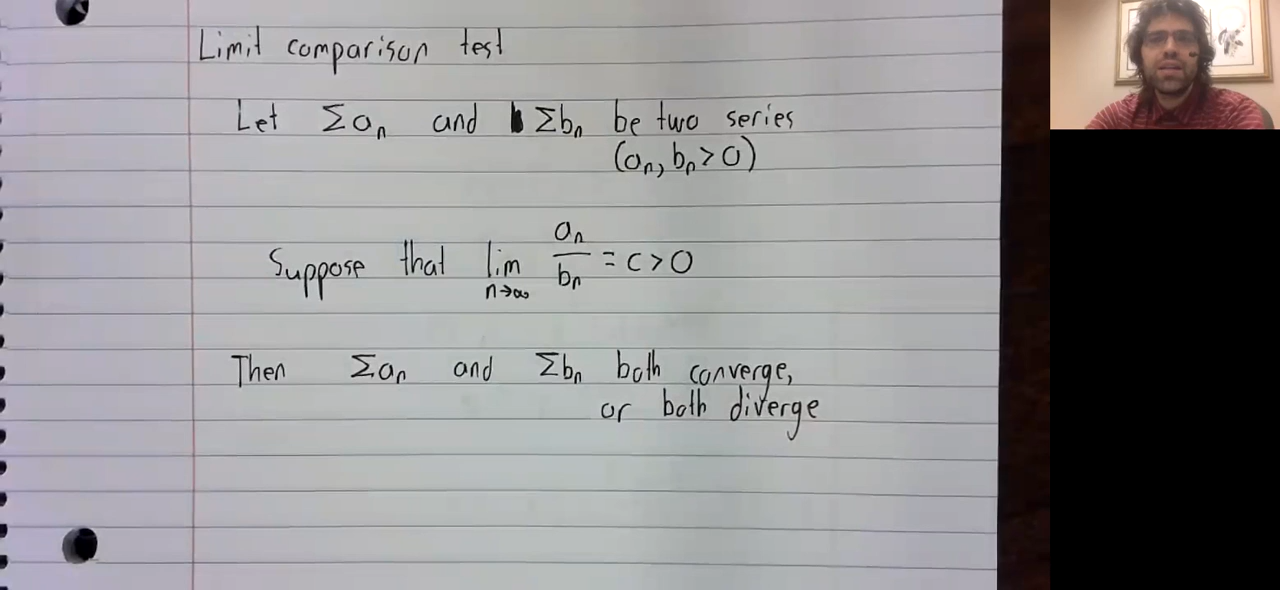 Limit comparison test
Let Σaₙ and Σbₙ be two series
(aₙ, bₙ > 0)
Suppose that lim n→∞ aₙ/bₙ = c > 0
Then Σaₙ and Σbₙ both converge,
or both diverge